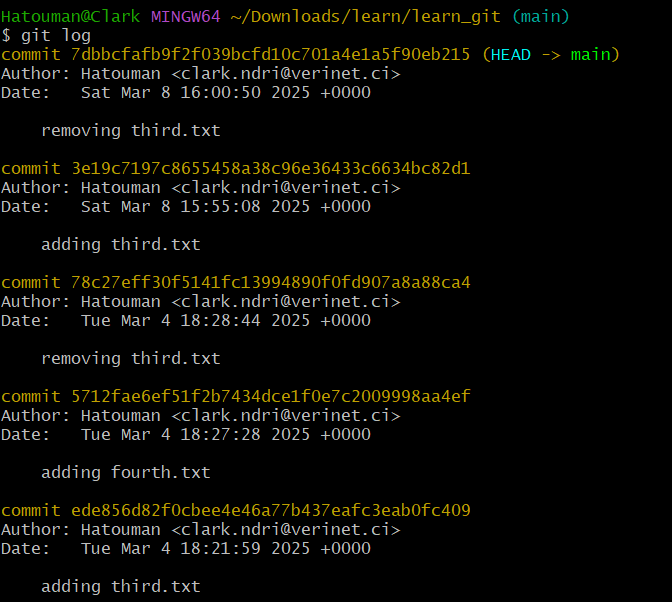 Hatouman@Clark MINGW64 ~/Downloads/learn/learn_git (main)
$ git log
commit 7dbbcfafb9f2f039bcfd10c701a4e1a5f90eb215 (HEAD -> main)
Author: Hatouman <clark.ndri@verinet.ci>
Date:   Sat Mar 8 16:00:50 2025 +0000

    removing third.txt

commit 3e19c7197c8655458a38c96e36433c6634bc82d1
Author: Hatouman <clark.ndri@verinet.ci>
Date:   Sat Mar 8 15:55:08 2025 +0000

    adding third.txt

commit 78c27eff30f5141fc13994890f0fd907a8a88ca4
Author: Hatouman <clark.ndri@verinet.ci>
Date:   Tue Mar 4 18:28:44 2025 +0000

    removing third.txt

commit 5712fae6ef51f2b7434dce1f0e7c2009998aa4ef
Author: Hatouman <clark.ndri@verinet.ci>
Date:   Tue Mar 4 18:27:28 2025 +0000

    adding fourth.txt

commit ede856d82f0cbee4e46a77b437eafc3eab0fc409
Author: Hatouman <clark.ndri@verinet.ci>
Date:   Tue Mar 4 18:21:59 2025 +0000

    adding third.txt